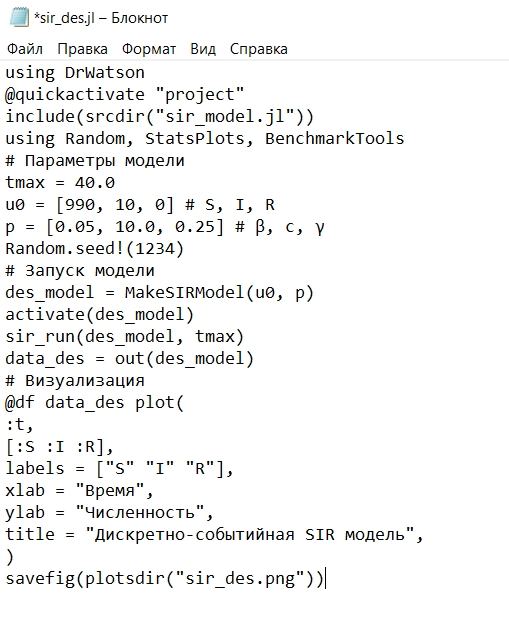 *sir_des.jl – Блокнот
Файл Правка Формат Вид Справка
using DrWatson
@quickactivate "project"
include(srcdir("sir_model.jl"))
using Random, StatsPlots, BenchmarkTools
# Параметры модели
tmax = 40.0
u0 = [990, 10, 0] # S, I, R
p = [0.05, 10.0, 0.25] # β, c, γ
Random.seed!(1234)
# Запуск модели
des_model = MakeSIRModel(u0, p)
activate(des_model)
sir_run(des_model, tmax)
data_des = out(des_model)
# Визуализация
@df data_des plot(
:t,
[:S :I :R],
labels = ["S" "I" "R"],
xlab = "Время",
ylab = "Численность",
title = "Дискретно-событийная SIR модель",
)
savefig(plotsdir("sir_des.png"))